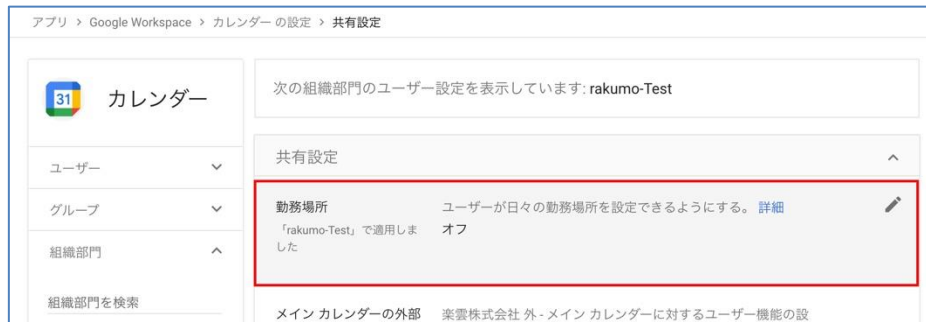 アプリ > Google Workspace > カレンダー の設定 > 共有設定
31
カレンダー
次の組織部門のユーザー設定を表示しています: rakumo-Test
ユーザー
グループ
組織部門
組織部門を検索
共有設定
勤務場所
「rakumo-Test」で適用しま
した
ユーザーが日々の勤務場所を設定できるようにする。 詳細
オフ
メイン カレンダーの外部
楽雲株式会社 外 - メイン カレンダーに対するユーザー機能の設